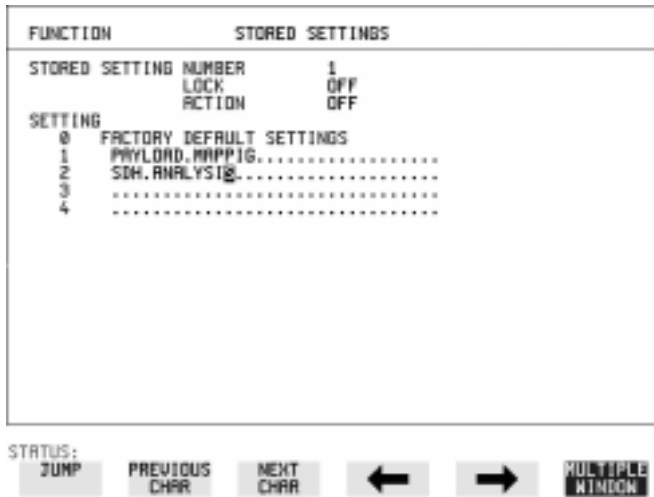 FUNCTION STORED SETTINGS
STORED SETTING NUMBER 1
LOCK OFF
ACTION OFF
SETTING
0 FACTORY DEFAULT SETTINGS
1 PAYLOAD.MAPPIG..................
2 SDH.ANALYSIS....................
3 ................................
4 ................................
STATUS:
JUMP
PREVIOUS CHAR
NEXT CHAR
MULTIPLE WINDOW